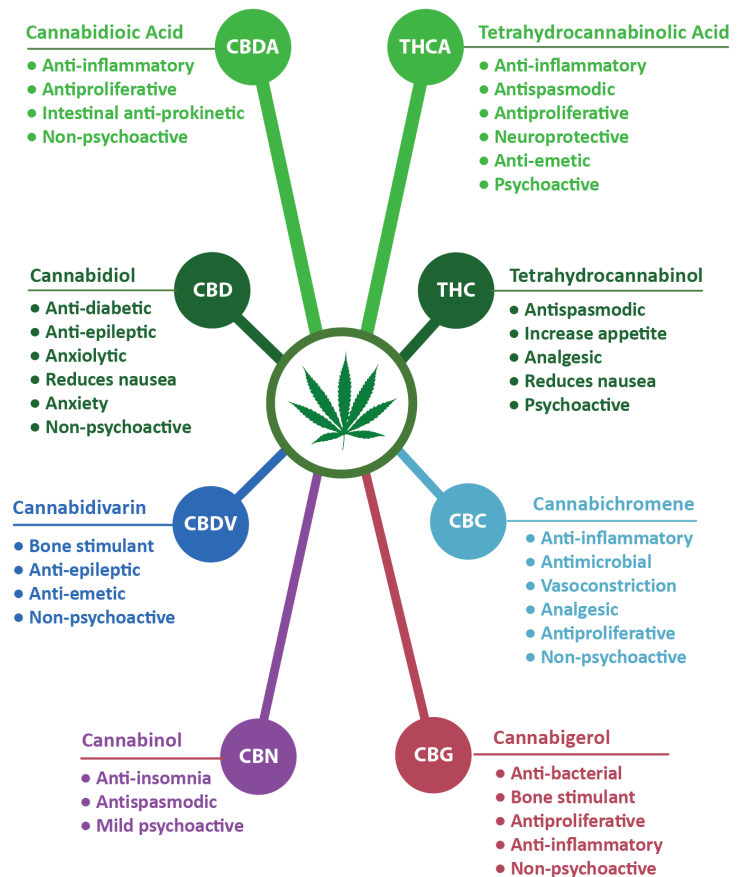 Cannabidioic Acid
CBDA
● Anti-inflammatory
● Antiproliferative
● Intestinal anti-prokinetic
● Non-psychoactive
THCA
Tetrahydrocannabinolic Acid
● Anti-inflammatory
● Antispasmodic
● Antiproliferative
● Neuroprotective
● Anti-emetic
● Psychoactive
Cannabidiol
CBD
● Anti-diabetic
● Anti-epileptic
● Anxiolytic
● Reduces nausea
● Anxiety
● Non-psychoactive
THC
Tetrahydrocannabinol
● Antispasmodic
● Increase appetite
● Analgesic
● Reduces nausea
● Psychoactive
Cannabidivarin
CBDV
● Bone stimulant
● Anti-epileptic
● Anti-emetic
● Non-psychoactive
CBC
Cannabichromene
● Anti-inflammatory
● Antimicrobial
● Vasoconstriction
● Analgesic
● Antiproliferative
● Non-psychoactive
Cannabinol
CBN
● Anti-insomnia
● Antispasmodic
● Mild psychoactive
CBG
Cannabigerol
● Anti-bacterial
● Bone stimulant
● Antiproliferative
● Anti-inflammatory
● Non-psychoactive